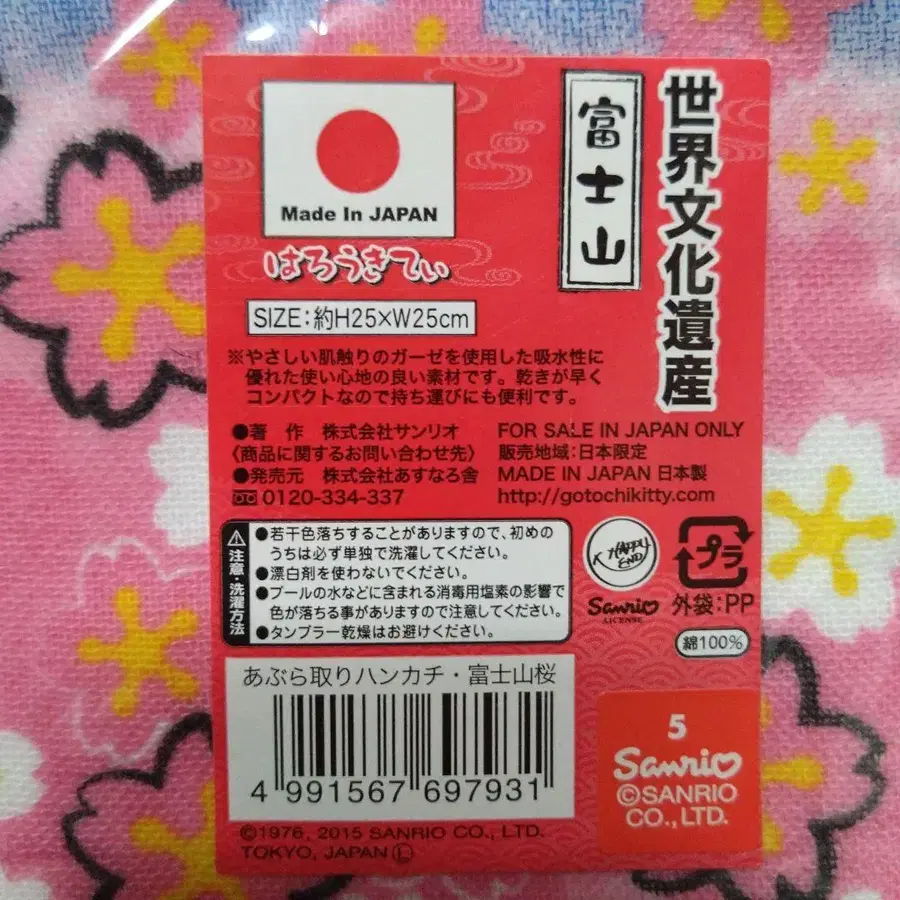 世界文化遺産
富士山
Made In JAPAN
はろうきてぃ
SIZE:約H25×W25cm
※やさしい肌触りのガーゼを使用した吸水性に
優れた使い心地の良い素材です。乾きが早く
コンパクトなので持ち運びにも便利です。
●著 作 株式会社サンリオ
〈商品に関するお問い合わせ先〉
●発売元 株式会社あすなろ舎
0120-334-337
FOR SALE IN JAPAN ONLY
販売地域:日本限定
MADE IN JAPAN 日本製
http://gotochikitty.com
注意・洗濯方法
●若干色落ちすることがありますので、初めの
うちは必ず単独で洗濯してください。
●漂白剤を使わないでください。
●プールの水などに含まれる消毒用塩素の影響で
色が落ちる事がありますので注意してください。
●タンブラー乾燥はお避けください。
K HAPPY
END
Sanrio
LICENSE
プラ
外袋:PP
綿100%
あぶら取りハンカチ・富士山桜
4 991567 697931
5
Sanrio
©SANRIO
CO., LTD.
©1976, 2015 SANRIO CO., LTD.
TOKYO, JAPAN Ⓛ